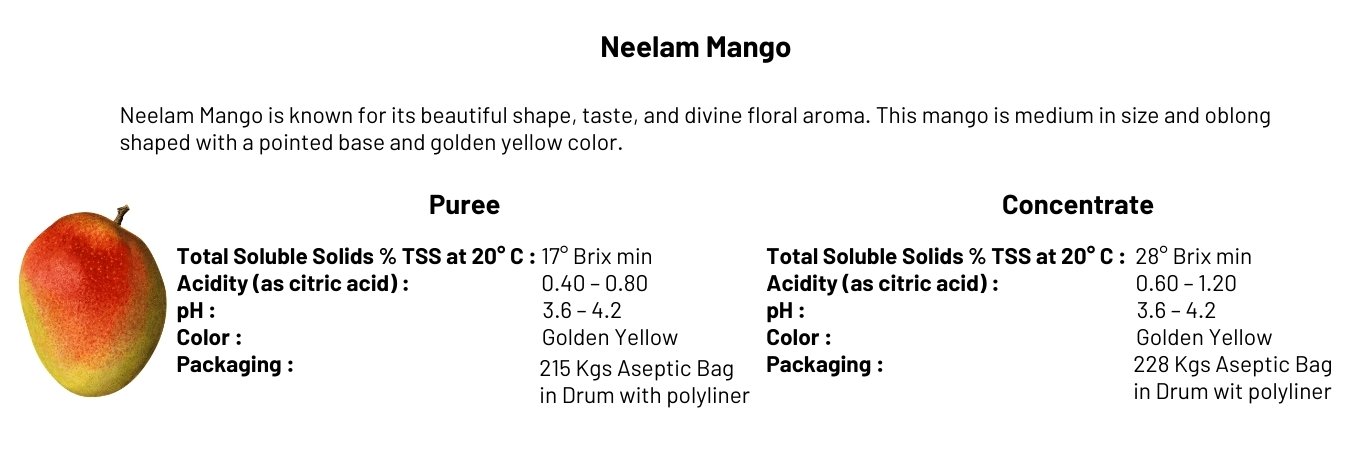 Neelam Mango
Neelam Mango is known for its beautiful shape, taste, and divine floral aroma. This mango is medium in size and oblong
shaped with a pointed base and golden yellow color.
Puree
Total Soluble Solids % TSS at 20° C : 17° Brix min
Acidity (as citric acid) : 0.40 – 0.80
pH : 3.6 – 4.2
Color : Golden Yellow
Packaging : 215 Kgs Aseptic Bag
in Drum with polyliner
Concentrate
Total Soluble Solids % TSS at 20° C : 28° Brix min
Acidity (as citric acid) : 0.60 – 1.20
pH : 3.6 – 4.2
Color : Golden Yellow
Packaging : 228 Kgs Aseptic Bag
in Drum wit polyliner